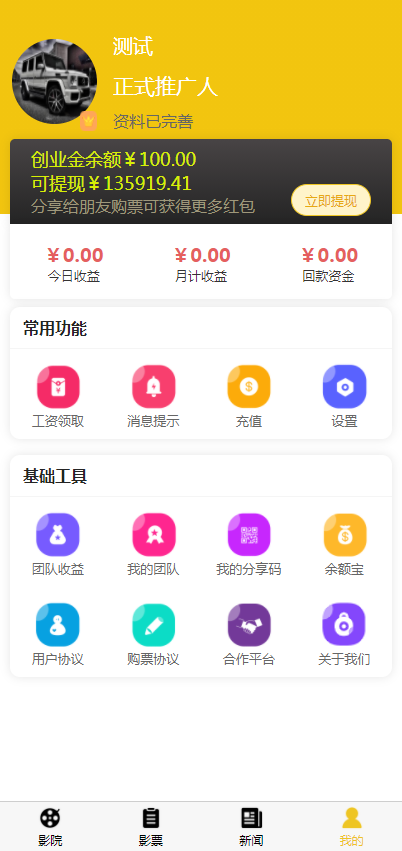 测试
正式推广人
资料已完善
创业金余额￥100.00
可提现￥135919.41
分享给朋友购票可获得更多红包
立即提现
￥0.00 ￥0.00 ￥0.00
今日收益 月计收益 回款资金
常用功能
工资领取 消息提示 充值 设置
基础工具
团队收益 我的团队 我的分享码 余额宝
用户协议 购票协议 合作平台 关于我们
影院 影票 新闻 我的